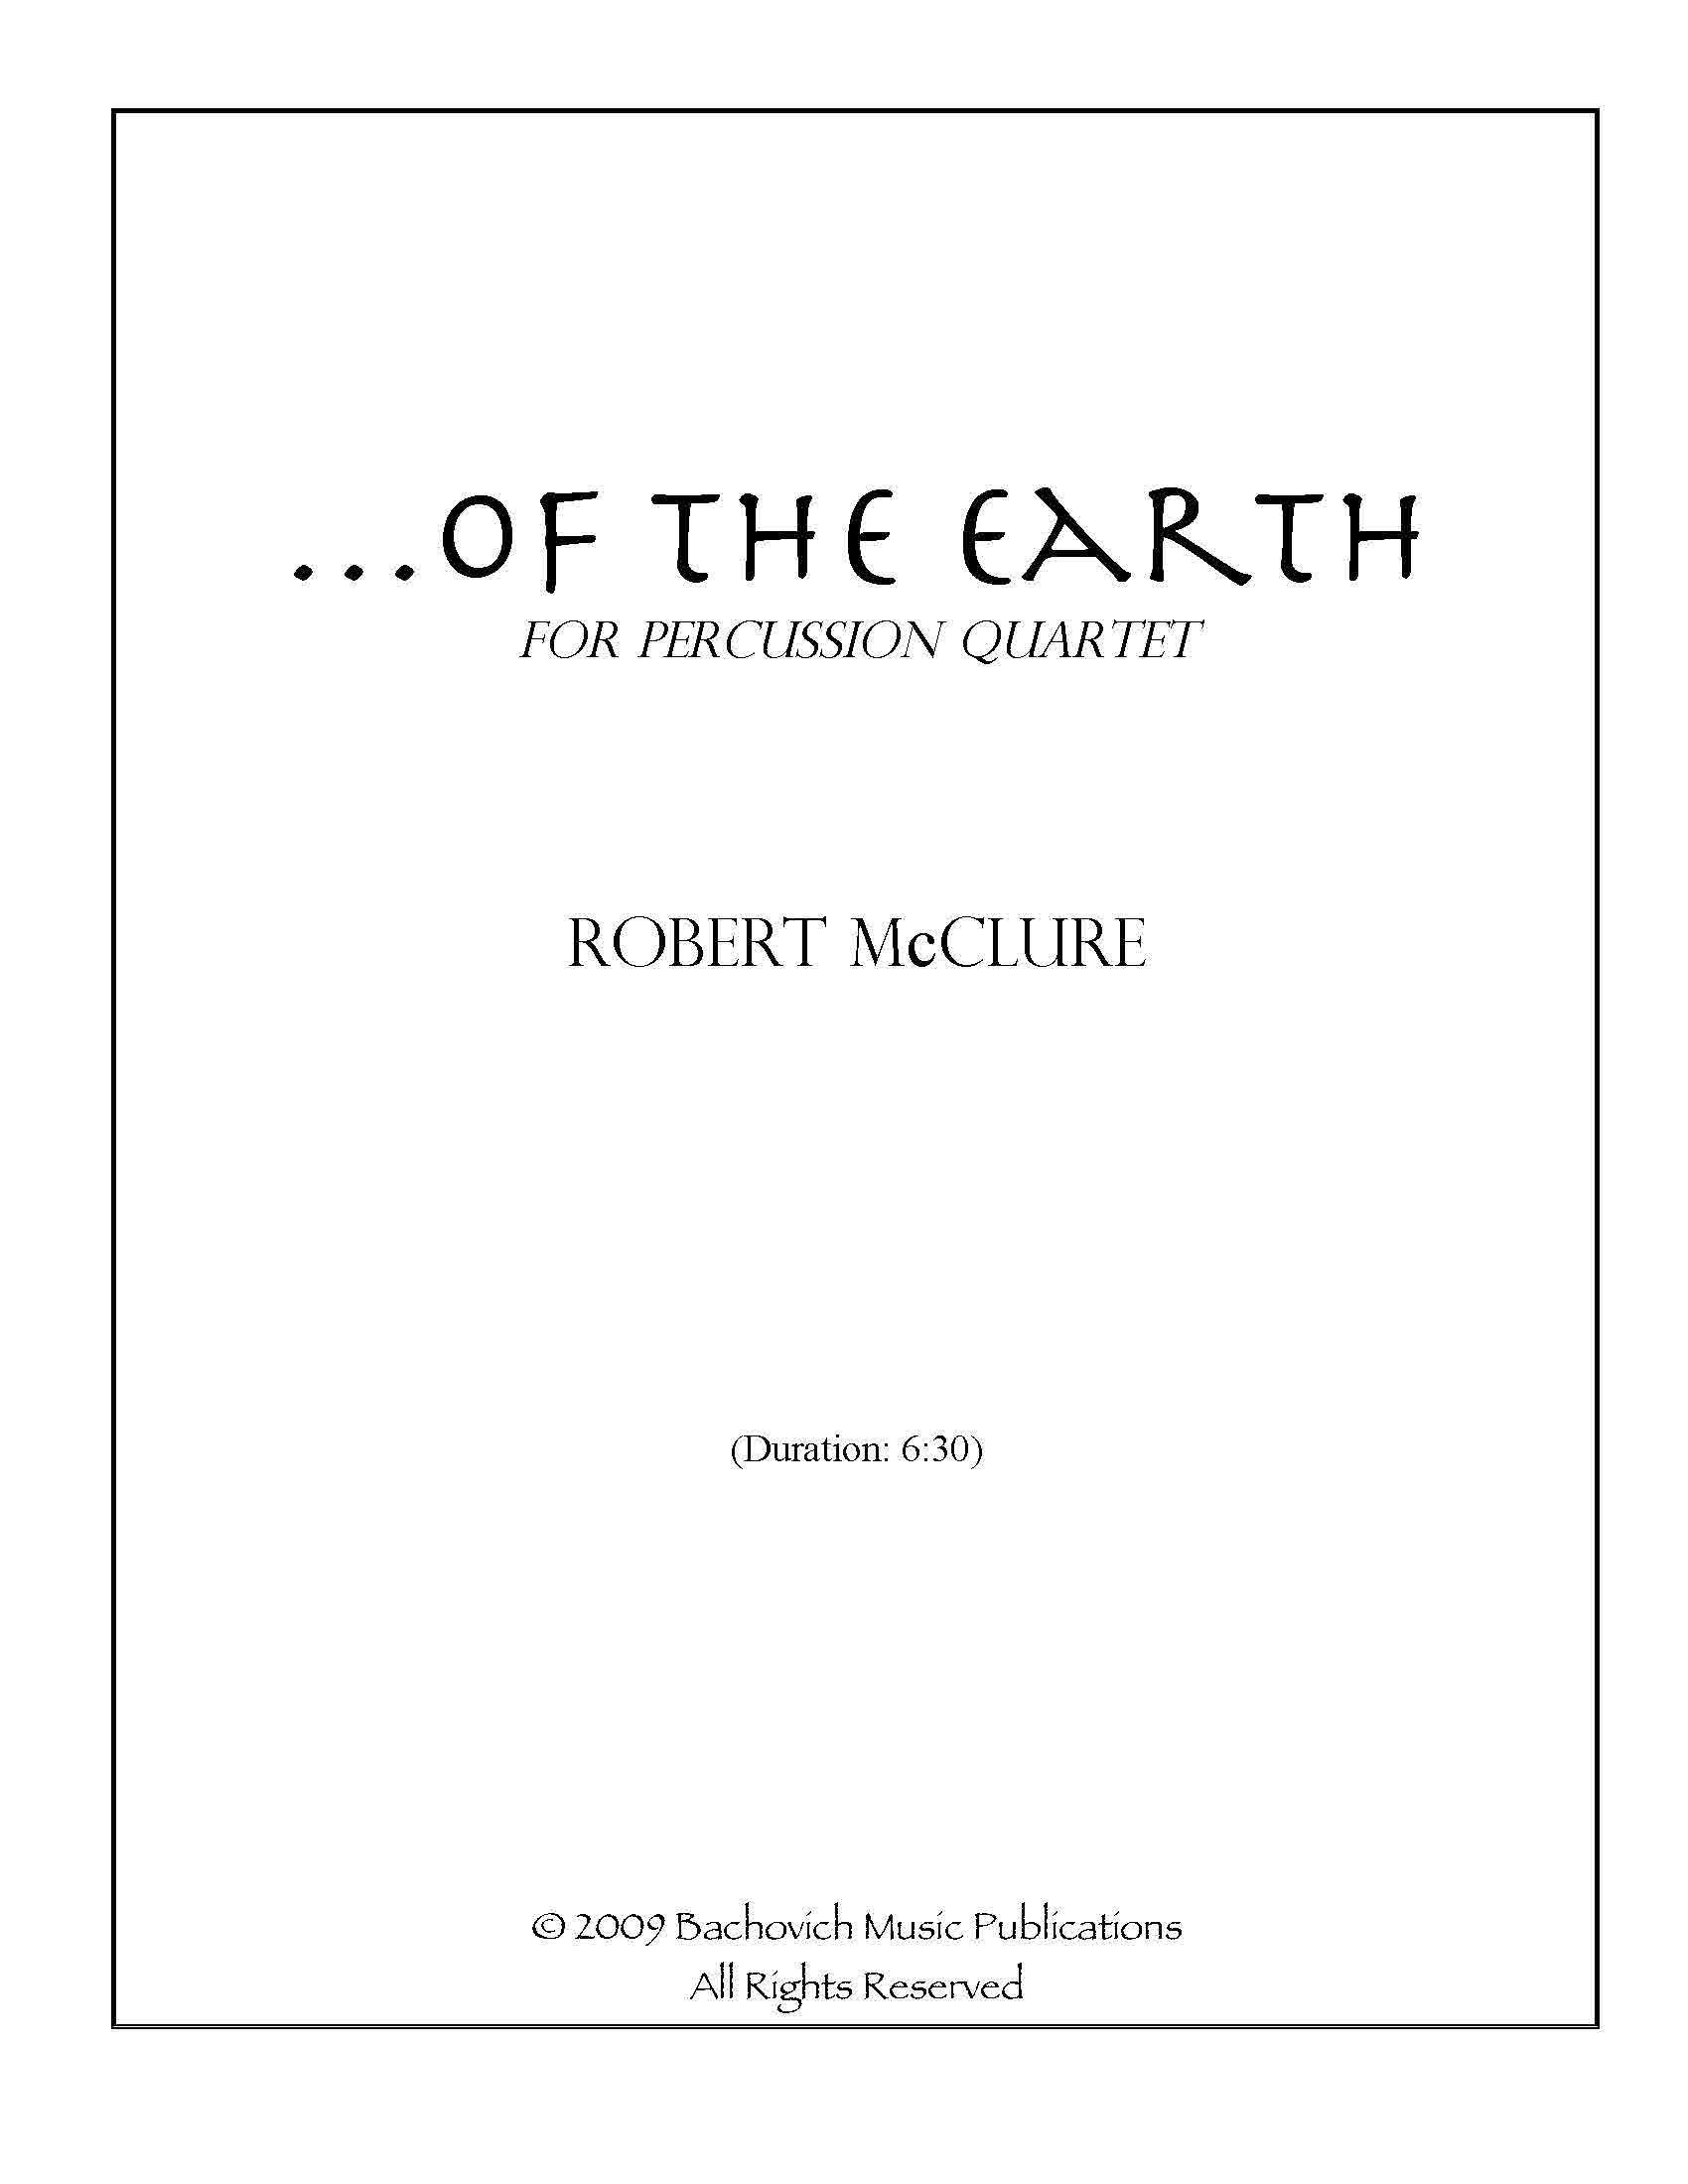 ...OF THE EARTH
FOR PERCUSSION QUARTET
ROBERT McCLURE
(Duration: 6:30)
© 2009 Bachovich Music Publications
All Rights Reserved